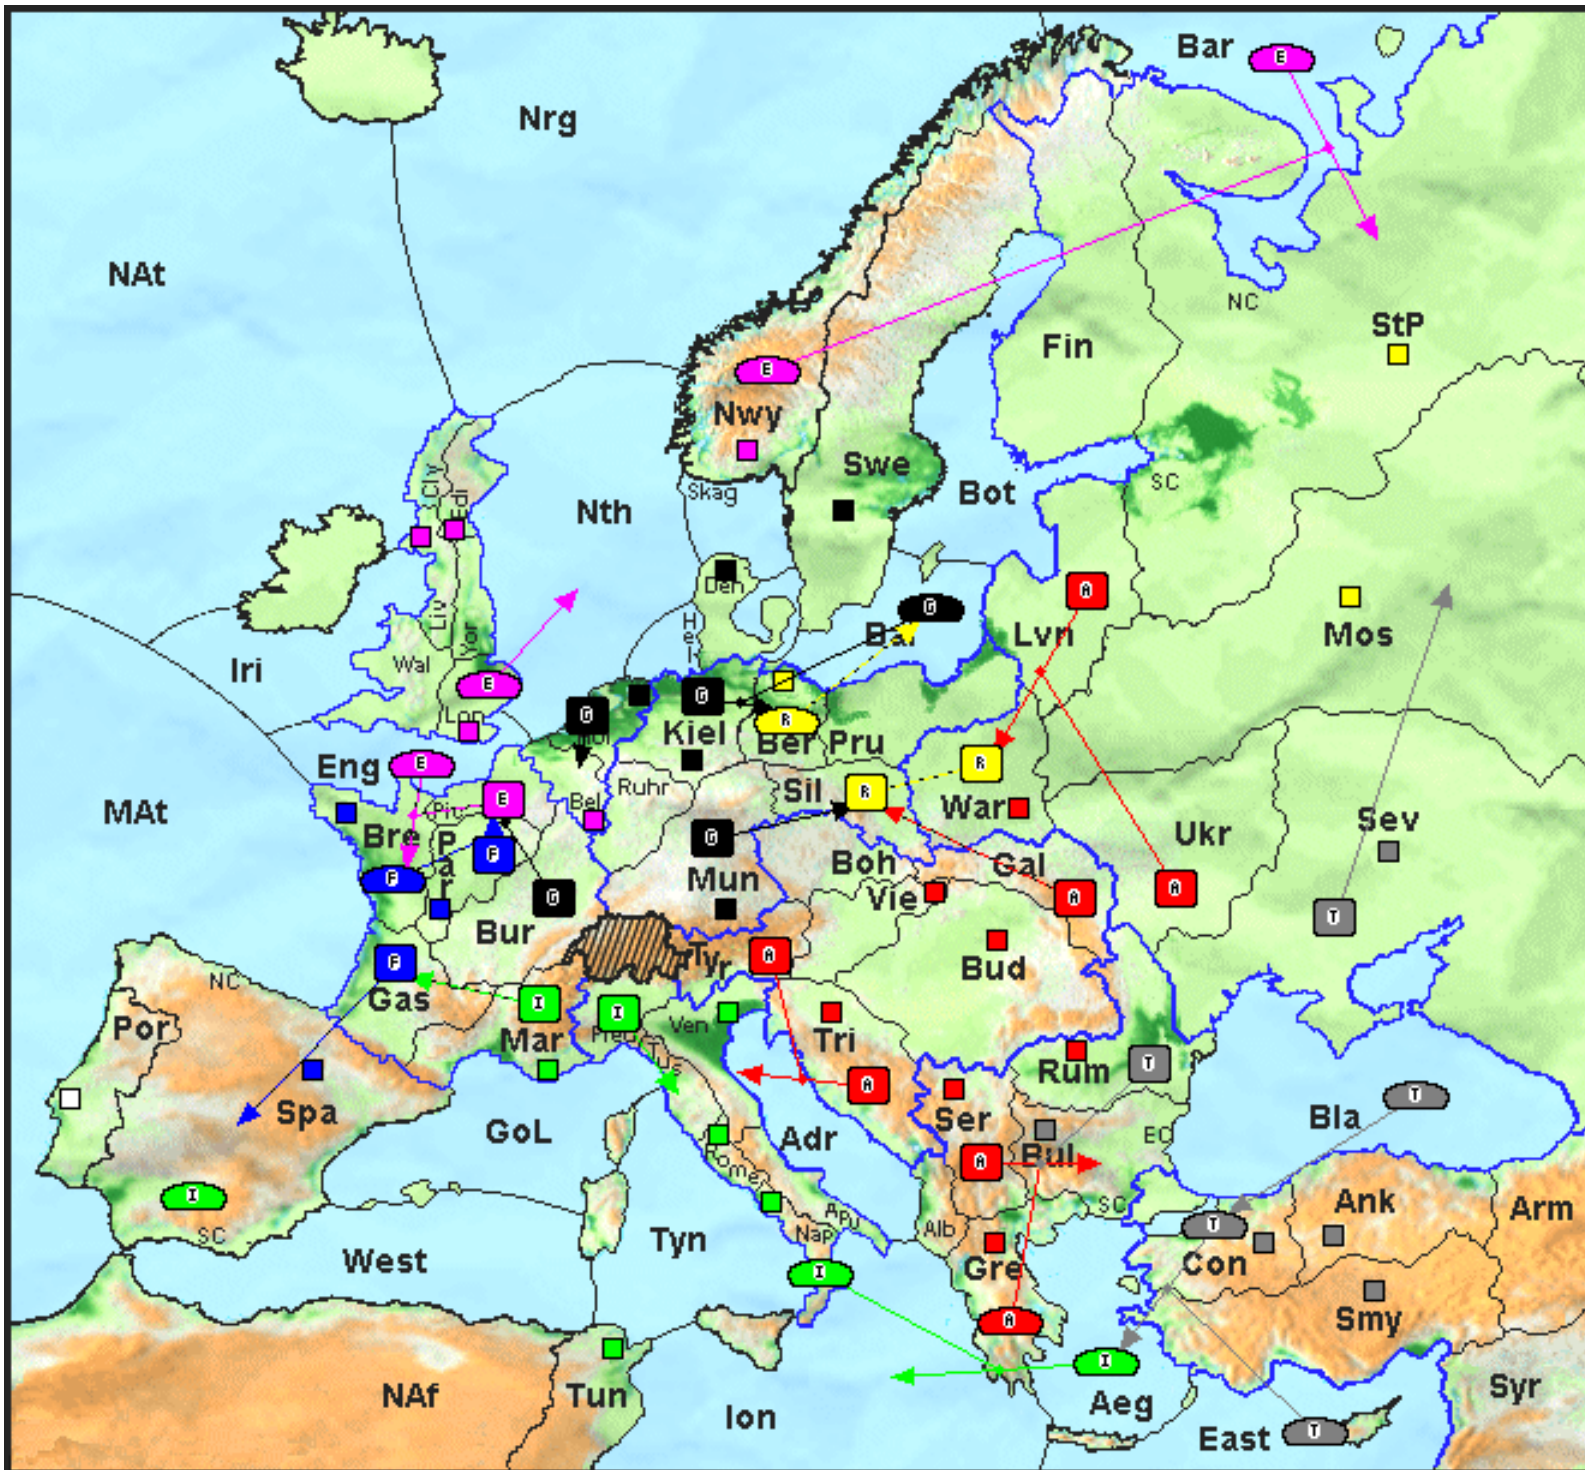 Bar
E
Nrg
NAt
NC
StP
Fin
E
Nwy
Swe
Skag
Bot
SC
Cly
Edi
Nth
Den
Hel
A
Lvn
Mos
G
Bal
Liv
Yor
Iri
Wal
E
Lon
G
Hol
G
Kiel
R
Ber
Pru
Eng
E
R
War
MAt
Pic
E
Bel
Ruhr
Sil
R
Ukr
Sev
Bre
Par
F
G
Mun
Boh
Gal
Vie
F
G
A
A
T
Bur
F
Gas
Tyr
A
Bud
NC
Por
I
Mar
I
Pied
Ven
Tus
Tri
Rum
T
Spa
GoL
A
Ser
Bla
T
Adr
Bul
EC
A
Rome
I
SC
Apu
Nap
Alb
SC
Ank
Arm
T
Con
West
Tyn
I
Gre
Smy
A
I
NAf
Tun
Ion
Aeg
East
T
Syr